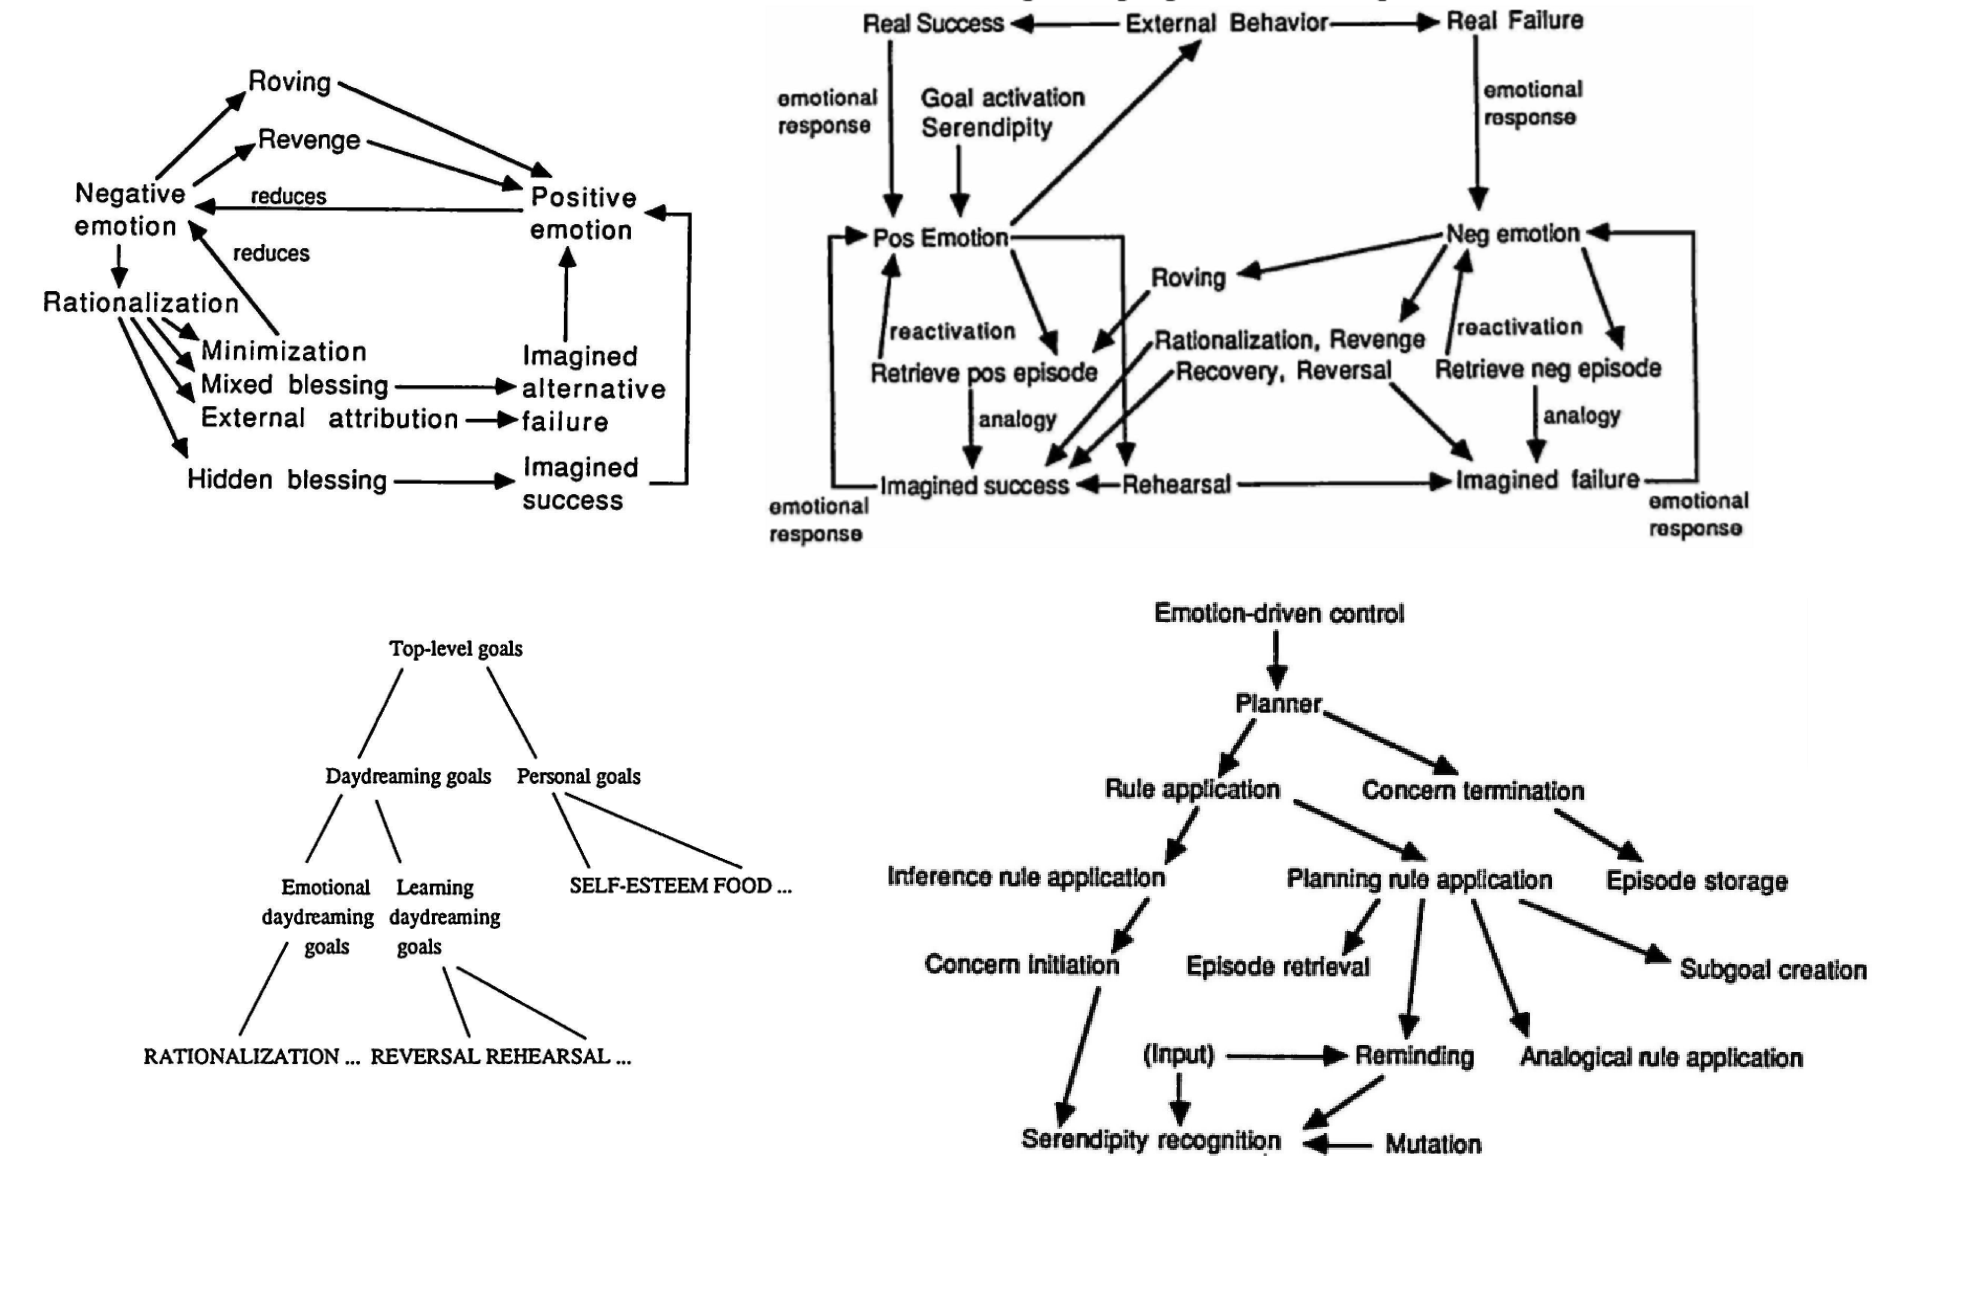 Roving
Revenge
Negative
emotion
reduces
Positive
emotion
reduces
Rationalization
Minimization
Mixed blessing
External attribution
Hidden blessing
Imagined
alternative
failure
Imagined
success
Real Success
External Behavior
Real Failure
emotional
response
Goal activation
Serendipity
emotional
response
Pos Emotion
Neg emotion
Roving
reactivation
Rationalization, Revenge
reactivation
Retrieve pos episode
Recovery, Reversal
Retrieve neg episode
analogy
analogy
Imagined success
Rehearsal
Imagined failure
emotional
response
emotional
response
Top-level goals
Daydreaming goals
Personal goals
Emotional
daydreaming
goals
Learning
daydreaming
goals
SELF-ESTEEM FOOD ...
RATIONALIZATION ... REVERSAL REHEARSAL ...
Emotion-driven control
Planner
Rule application
Concern termination
Inference rule application
Planning rule application
Episode storage
Concern initiation
Episode retrieval
Subgoal creation
(Input)
Reminding
Analogical rule application
Serendipity recognition
Mutation